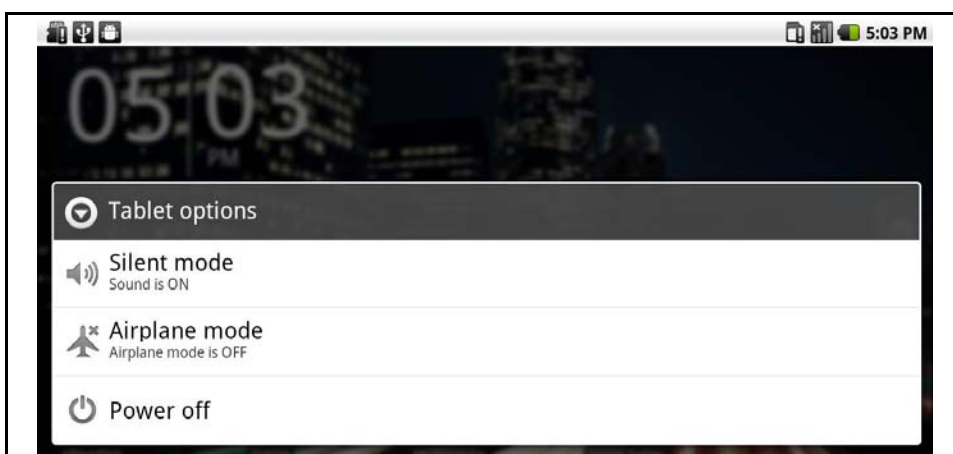 5:03 PM
05:03
PM
Tablet options
Silent mode
Sound is ON
Airplane mode
Airplane mode is OFF
Power off